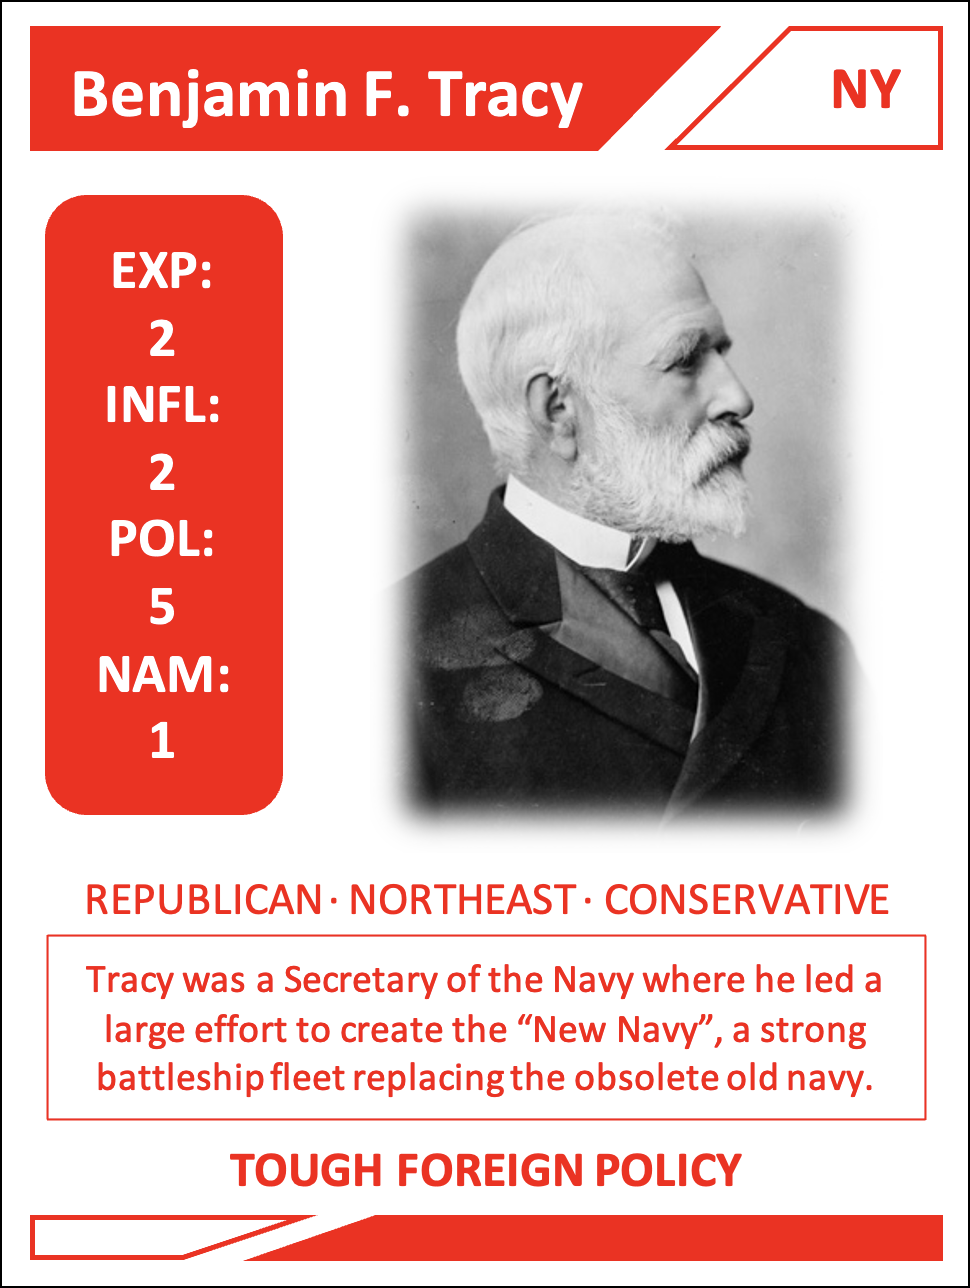 Benjamin F. Tracy
NY
EXP:
2
INFL:
2
POL:
5
NAM:
1
REPUBLICAN · NORTHEAST · CONSERVATIVE
Tracy was a Secretary of the Navy where he led a
large effort to create the “New Navy”, a strong
battleship fleet replacing the obsolete old navy.
TOUGH FOREIGN POLICY